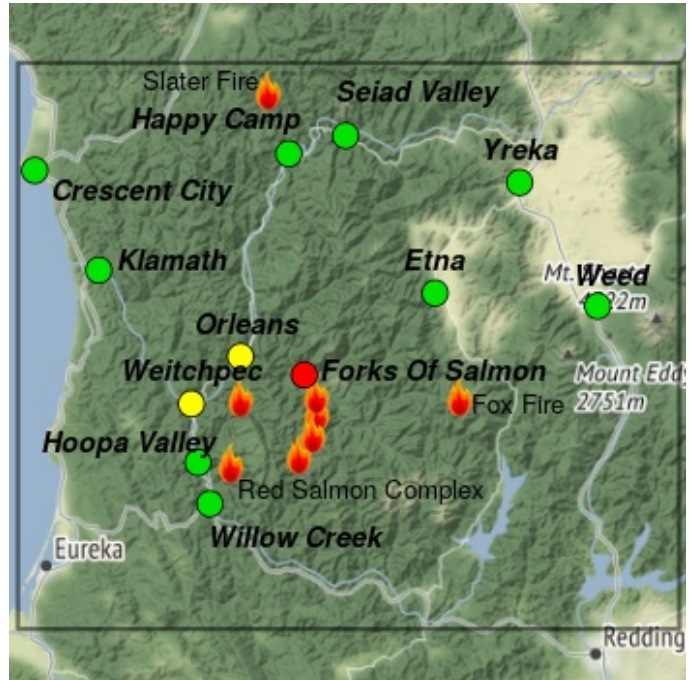 Slater Fire
Seiad Valley
Happy Camp
Yreka
Crescent City
Klamath
Etna
Mt. Shasta
Weed
Orleans
Weitchpec
Forks Of Salmon
Mount Eddy
2751m
Fox Fire
Hoopa Valley
Red Salmon Complex
Willow Creek
Eureka
Redding